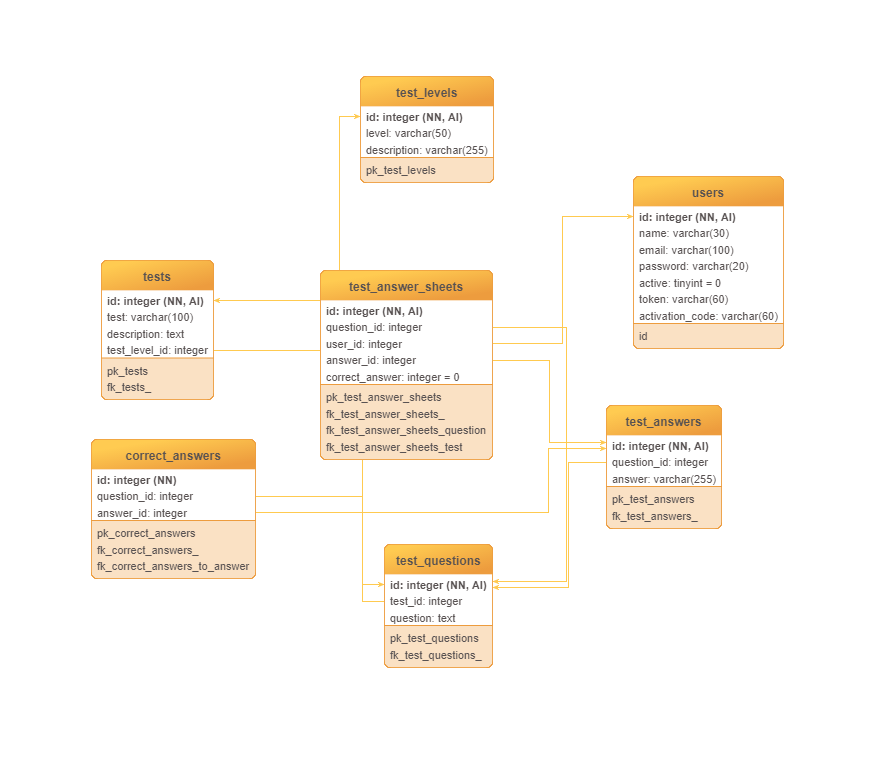 test_levels
id: integer (NN, AI)
level: varchar(50)
description: varchar(255)
pk_test_levels
users
id: integer (NN, AI)
name: varchar(30)
email: varchar(100)
password: varchar(20)
active: tinyint = 0
token: varchar(60)
activation_code: varchar(60)
id
tests
id: integer (NN, AI)
test: varchar(100)
description: text
test_level_id: integer
pk_tests
fk_tests_
test_answer_sheets
id: integer (NN, AI)
question_id: integer
user_id: integer
answer_id: integer
correct_answer: integer = 0
pk_test_answer_sheets
fk_test_answer_sheets_
fk_test_answer_sheets_question
fk_test_answer_sheets_test
test_answers
id: integer (NN, AI)
question_id: integer
answer: varchar(255)
pk_test_answers
fk_test_answers_
correct_answers
id: integer (NN)
question_id: integer
answer_id: integer
pk_correct_answers
fk_correct_answers_
fk_correct_answers_to_answer
test_questions
id: integer (NN, AI)
test_id: integer
question: text
pk_test_questions
fk_test_questions_